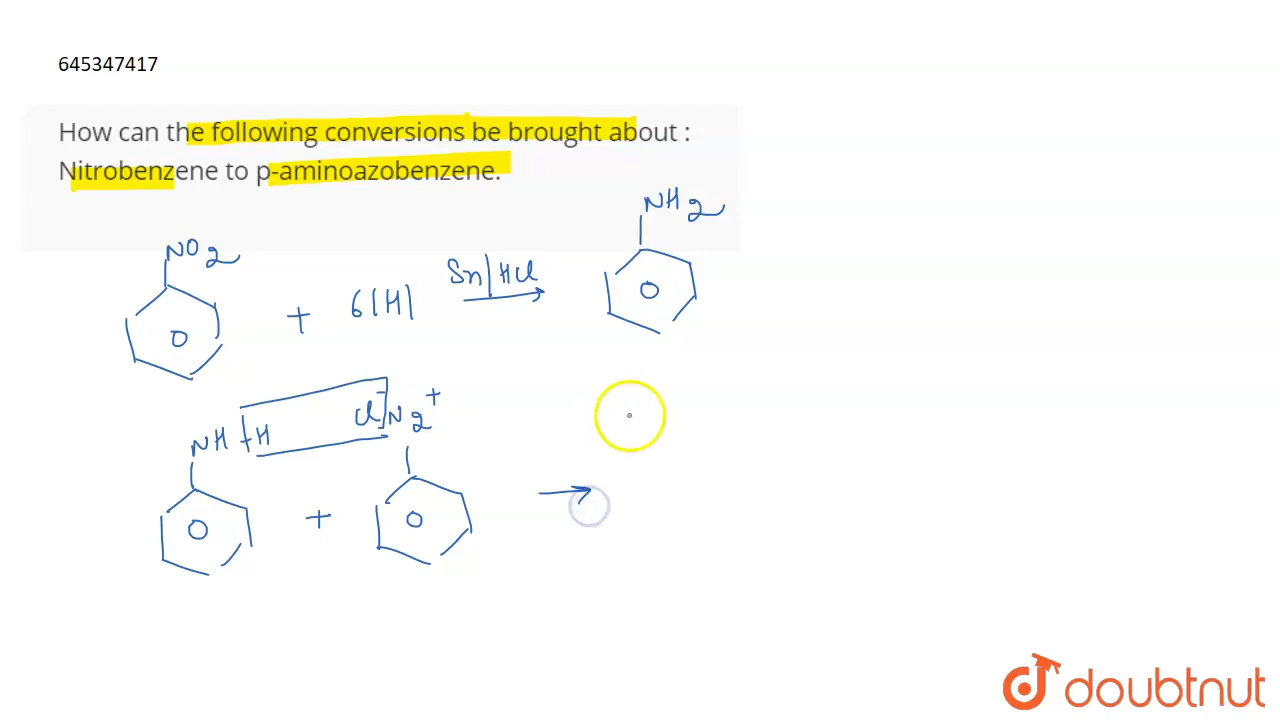 645347417
How can the following conversions be brought about :
Nitrobenzene to p-aminoazobenzene.
NH2
NO2
+ 6[H] Sn|HCl
NH H Cl N2+
+
doubtnut